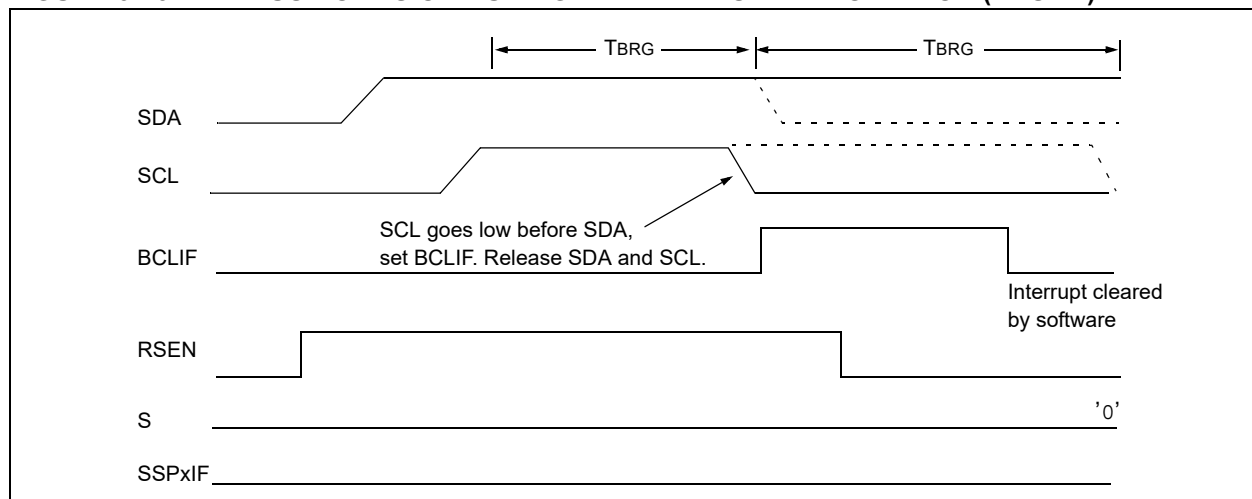 TBRG TBRG
SDA
SCL
SCL goes low before SDA,
set BCLIF. Release SDA and SCL.
BCLIF
Interrupt cleared
by software
RSEN
S '0'
SSPxIF